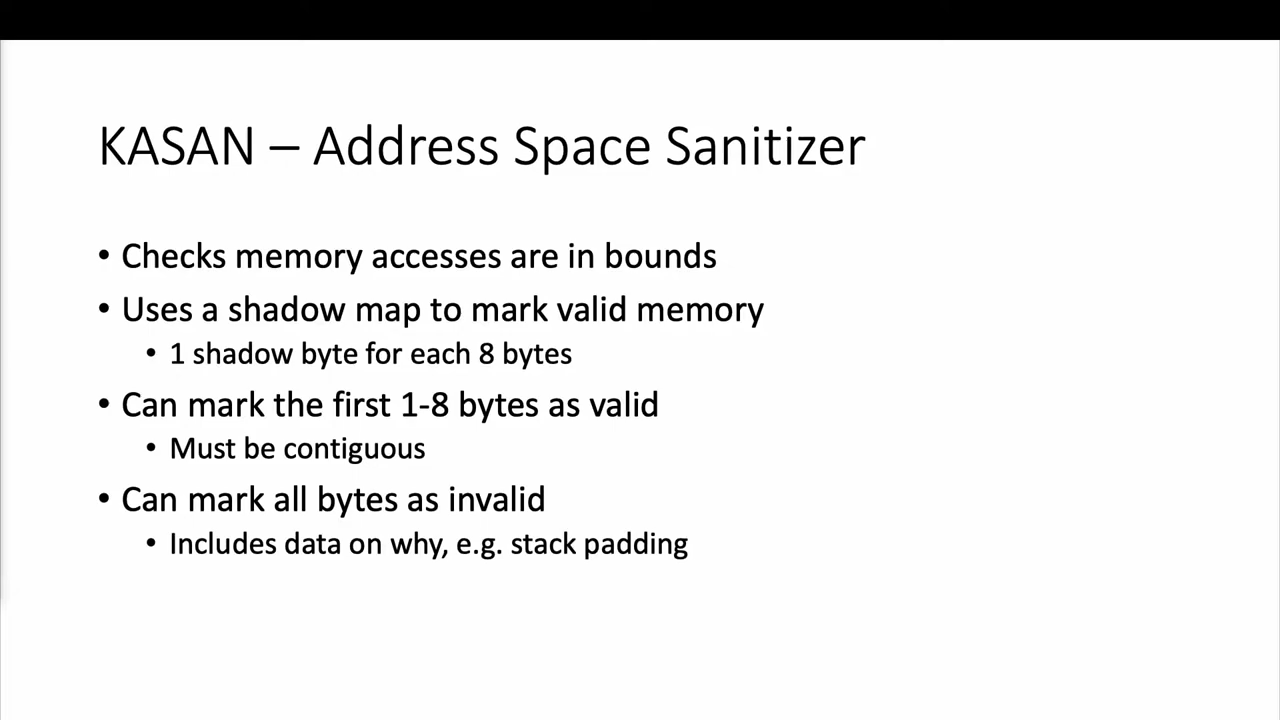 KASAN – Address Space Sanitizer
• Checks memory accesses are in bounds
• Uses a shadow map to mark valid memory
• 1 shadow byte for each 8 bytes
• Can mark the first 1-8 bytes as valid
• Must be contiguous
• Can mark all bytes as invalid
• Includes data on why, e.g. stack padding